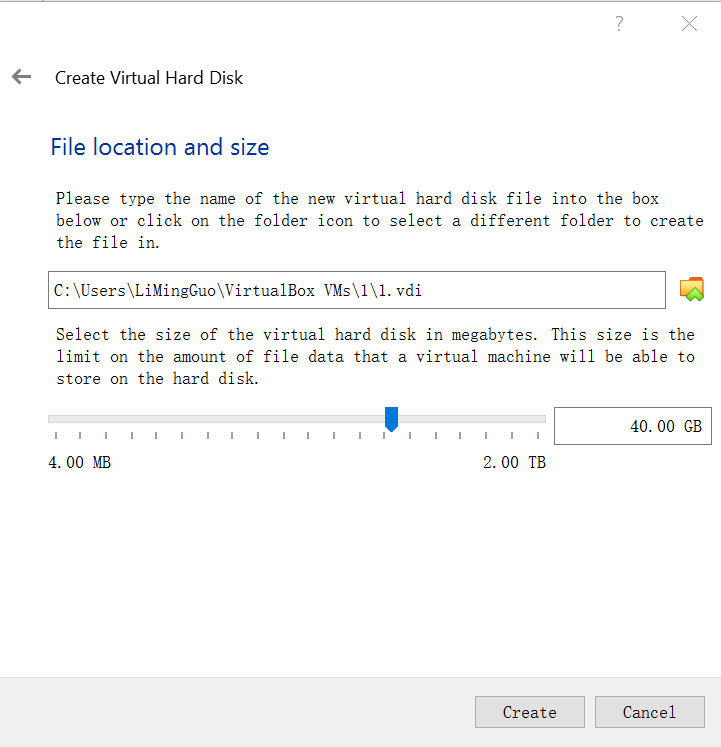 ?
Create Virtual Hard Disk
File location and size
Please type the name of the new virtual hard disk file into the box
below or click on the folder icon to select a different folder to create
the file in.
C:\Users\LiMingGuo\VirtualBox VMs\1\1.vdi
Select the size of the virtual hard disk in megabytes. This size is the
limit on the amount of file data that a virtual machine will be able to
store on the hard disk.
40.00 GB
4.00 MB 2.00 TB
Create Cancel